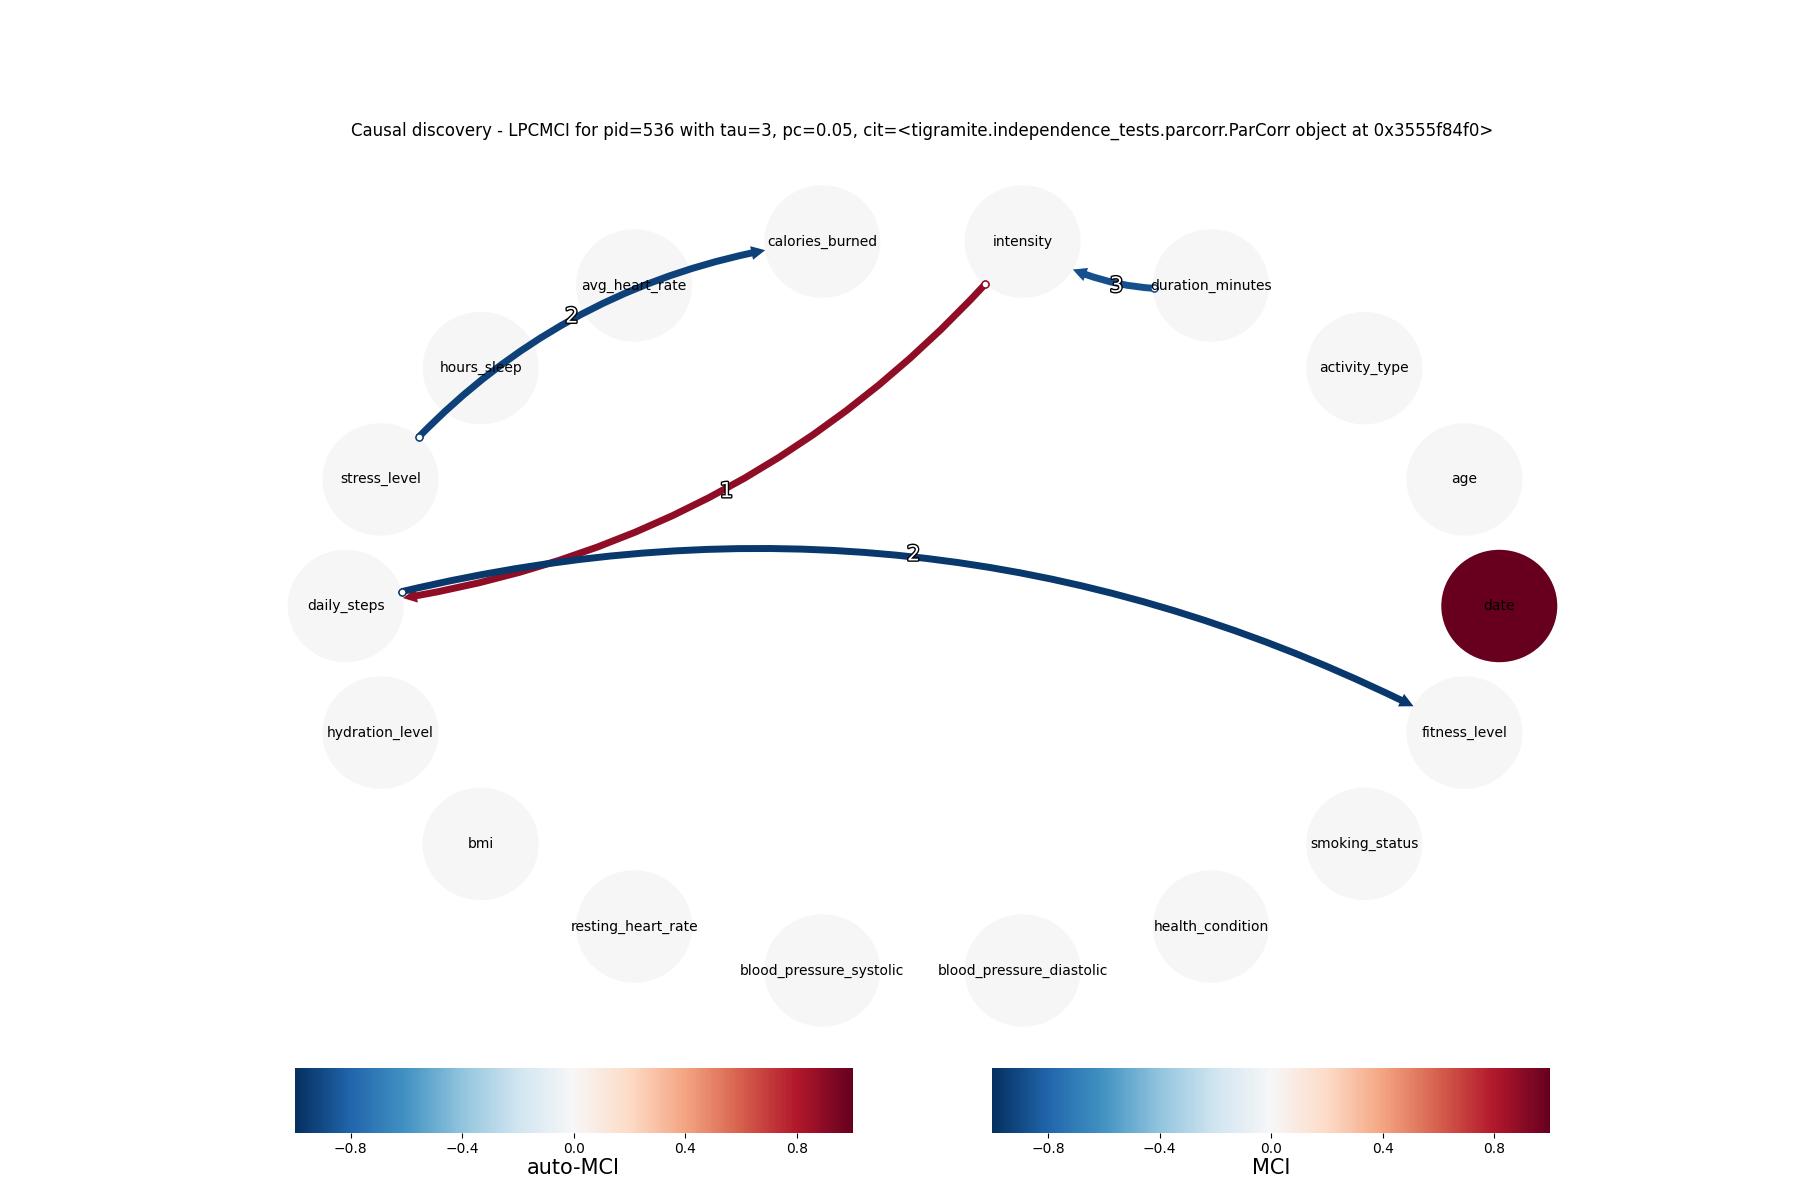 Causal discovery - LPCMCI for pid=536 with tau=3, pc=0.05, cit=<tigramite.independence_tests.parcorr.ParCorr object at 0x3555f84f0>
calories_burned
intensity
avg_heart_rate
3
duration_minutes
2
hours_sleep
activity_type
stress_level
age
1
2
daily_steps
date
hydration_level
fitness_level
bmi
smoking_status
resting_heart_rate
health_condition
blood_pressure_systolic
blood_pressure_diastolic
−0.8 −0.4 0.0 0.4 0.8
auto-MCI
−0.8 −0.4 0.0 0.4 0.8
MCI